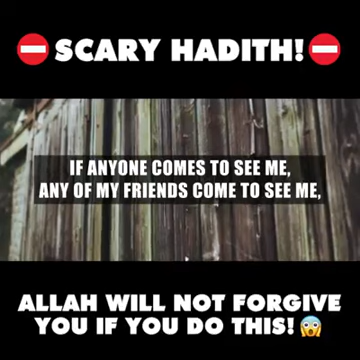 ⛔SCARY HADITH!⛔
IF ANYONE COMES TO SEE ME,
ANY OF MY FRIENDS COME TO SEE ME,
ALLAH WILL NOT FORGIVE
YOU IF YOU DO THIS!😱